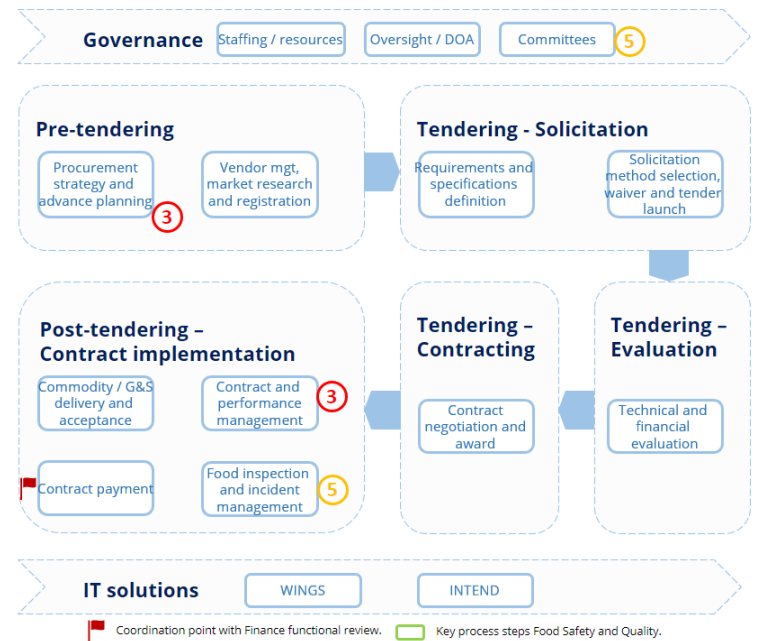 Governance
Staffing / resources
Oversight / DOA
Committees
5
Pre-tendering
Procurement
strategy and
advance planning
3
Vendor mgt,
market research
and registration
Tendering - Solicitation
Requirements and
specifications
definition
Solicitation
method selection,
waiver and tender
launch
Post-tendering –
Contract implementation
Commodity / G&S
delivery and
acceptance
Contract and
performance
management
3
Contract payment
Food inspection
and incident
management
5
Tendering –
Contracting
Contract
negotiation and
award
Tendering –
Evaluation
Technical and
financial
evaluation
IT solutions
WINGS
INTEND
Coordination point with Finance functional review.
Key process steps Food Safety and Quality.